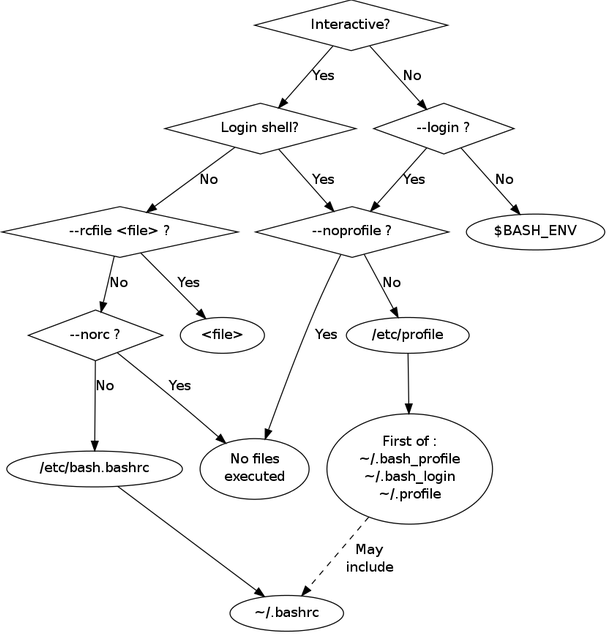 Interactive?
Yes
No
Login shell?
--login ?
No
Yes
Yes
No
--rcfile <file> ?
--noprofile ?
$BASH_ENV
No
Yes
No
--norc ?
<file>
Yes
/etc/profile
No
Yes
/etc/bash.bashrc
No files
executed
First of :
~/.bash_profile
~/.bash_login
~/.profile
May
include
~/.bashrc